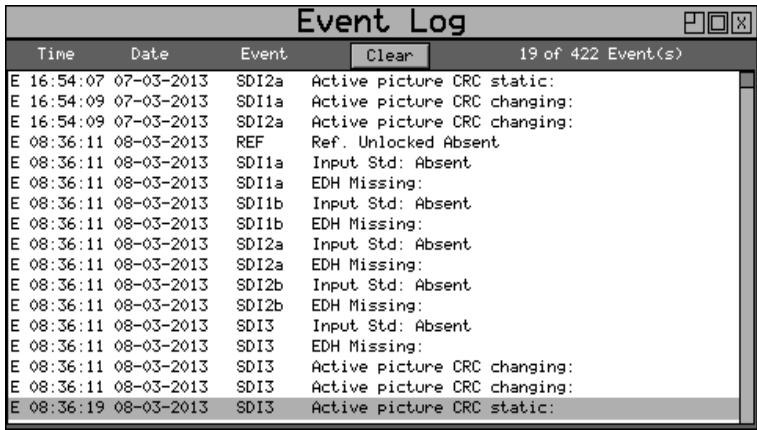 Event Log
Time Date Event Clear 19 of 422 Event(s)
E 16:54:07 07-03-2013 SDI2a Active picture CRC static:
E 16:54:09 07-03-2013 SDI1a Active picture CRC changing:
E 16:54:09 07-03-2013 SDI2a Active picture CRC changing:
E 08:36:11 08-03-2013 REF Ref. Unlocked Absent
E 08:36:11 08-03-2013 SDI1a Input Std: Absent
E 08:36:11 08-03-2013 SDI1a EDH Missing:
E 08:36:11 08-03-2013 SDI1b Input Std: Absent
E 08:36:11 08-03-2013 SDI1b EDH Missing:
E 08:36:11 08-03-2013 SDI2a Input Std: Absent
E 08:36:11 08-03-2013 SDI2a EDH Missing:
E 08:36:11 08-03-2013 SDI2b Input Std: Absent
E 08:36:11 08-03-2013 SDI2b EDH Missing:
E 08:36:11 08-03-2013 SDI3 Input Std: Absent
E 08:36:11 08-03-2013 SDI3 EDH Missing:
E 08:36:11 08-03-2013 SDI3 Active picture CRC changing:
E 08:36:11 08-03-2013 SDI3 Active picture CRC changing:
E 08:36:19 08-03-2013 SDI3 Active picture CRC static: